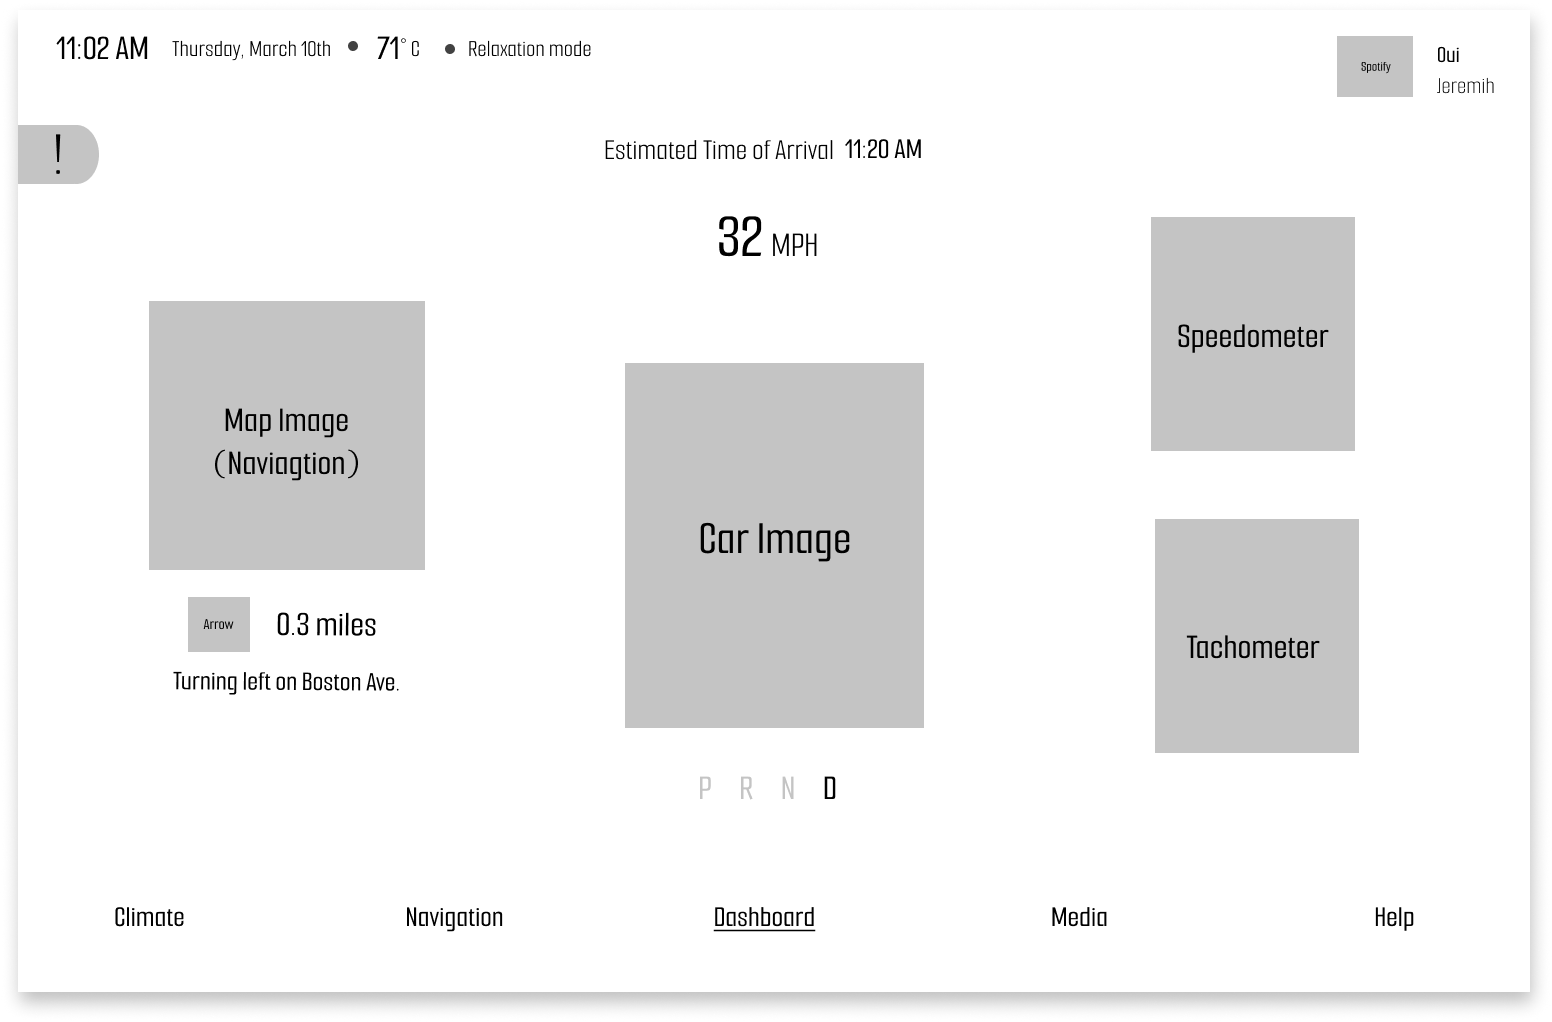 11:02 AM Thursday, March 10th • 71° C • Relaxation mode
Spotify
Oui
Jeremih
!
Estimated Time of Arrival 11:20 AM
32 MPH
Map Image
(Naviagtion)
Arrow 0.3 miles
Turning left on Boston Ave.
Car Image
P R N D
Speedometer
Tachometer
Climate Navigation Dashboard Media Help